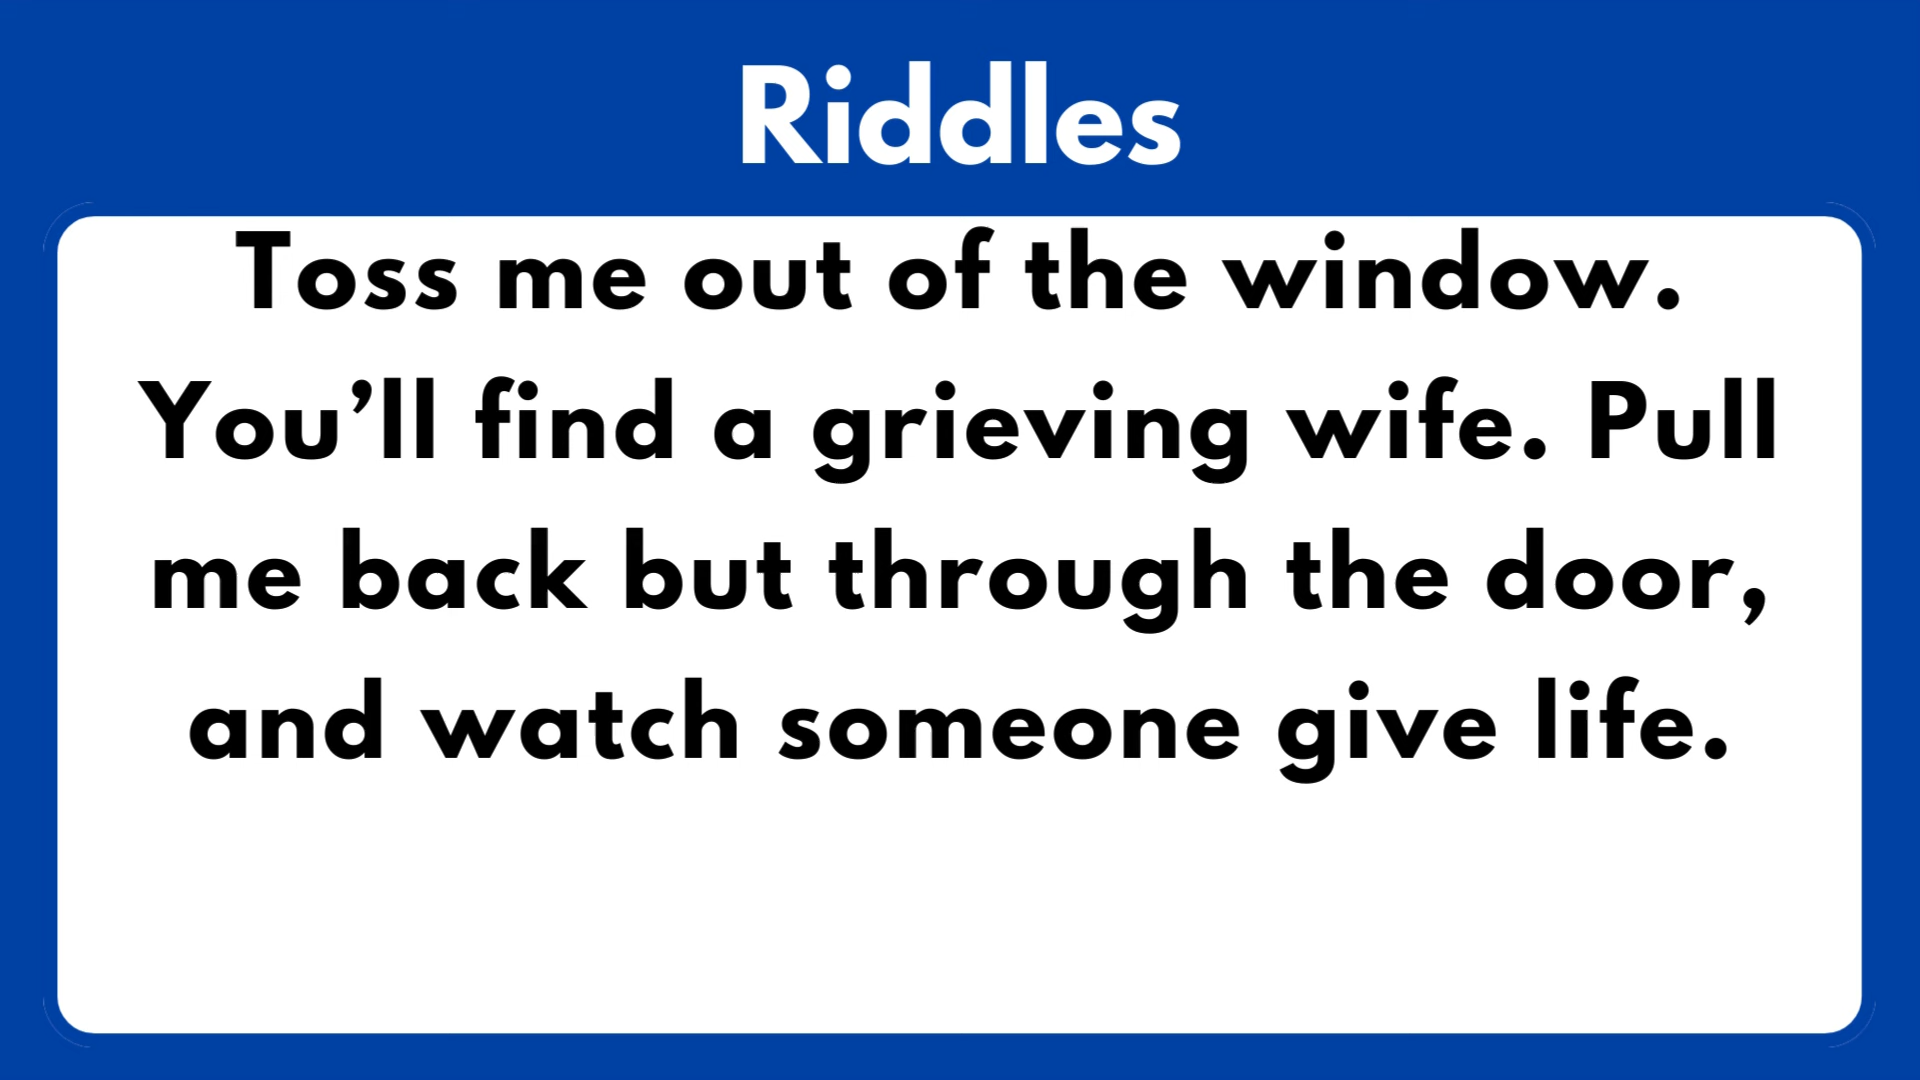 Riddles
Toss me out of the window.
You’ll find a grieving wife. Pull
me back but through the door,
and watch someone give life.